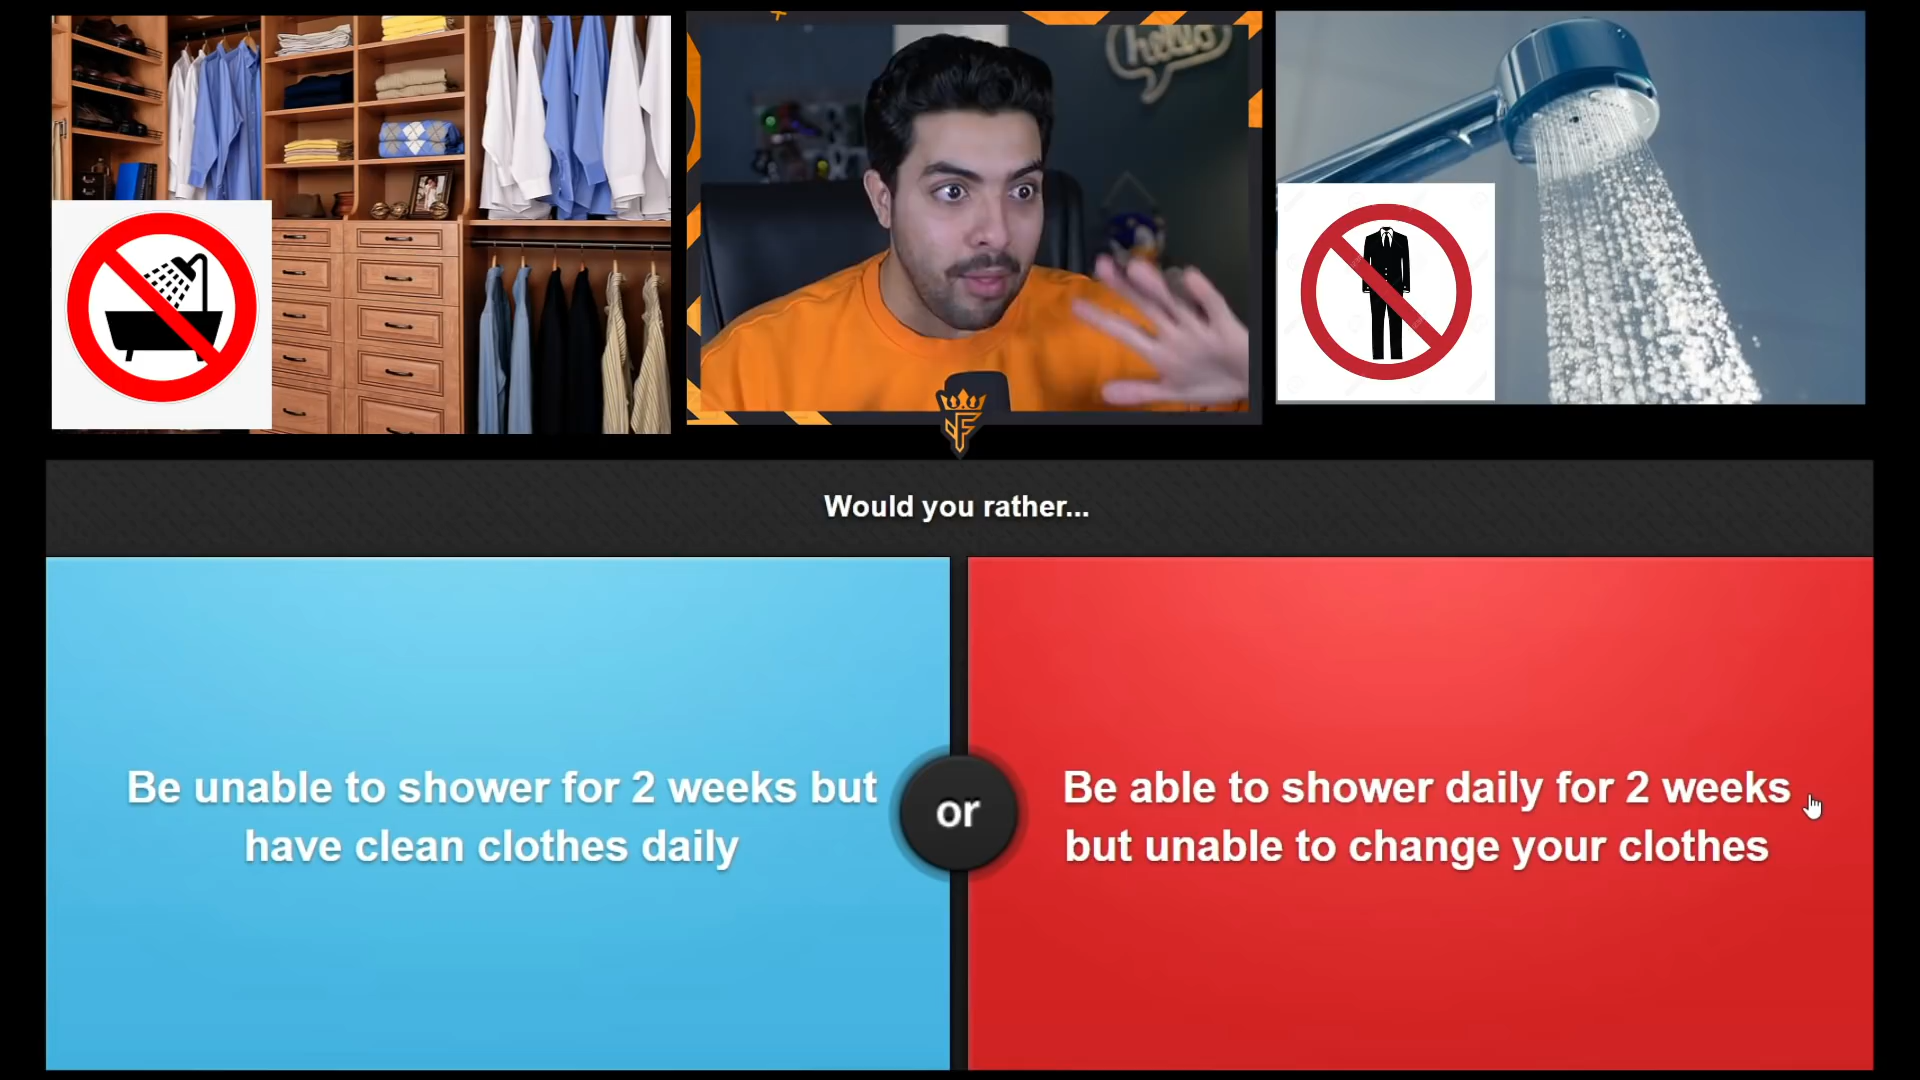 hello
Would you rather...
Be unable to shower for 2 weeks but
have clean clothes daily
or
Be able to shower daily for 2 weeks
but unable to change your clothes